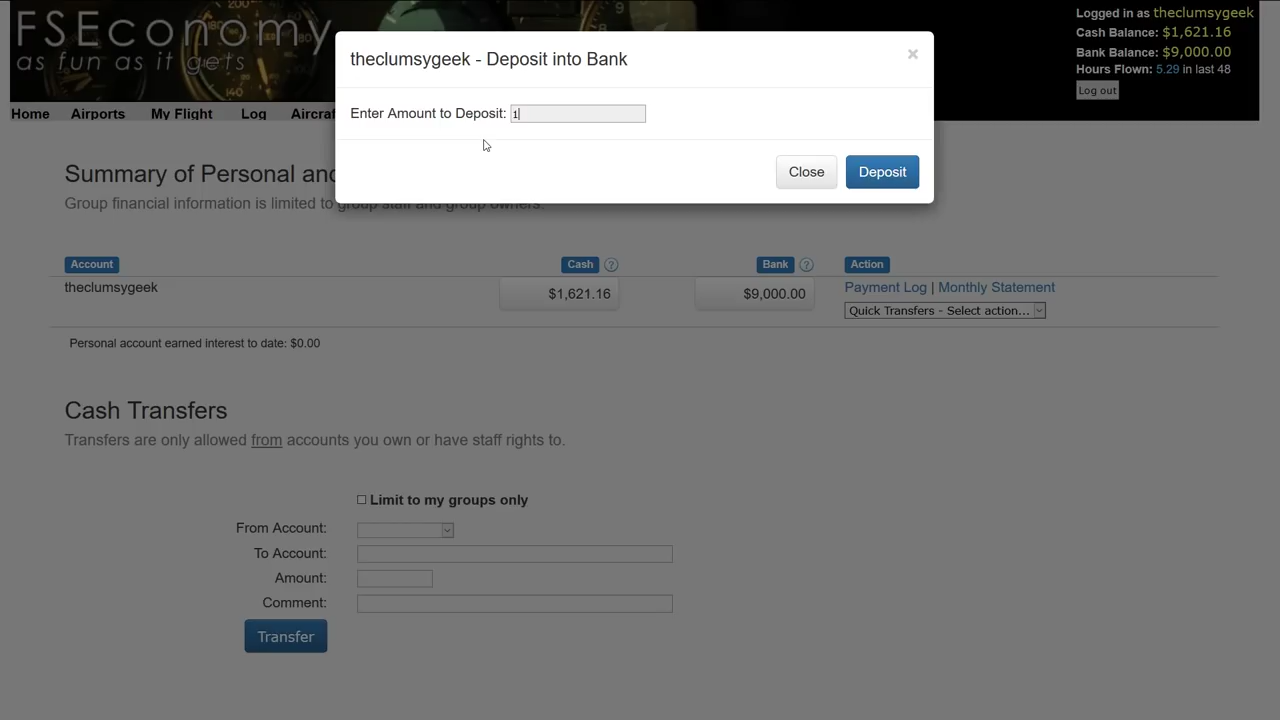 FSEconomy
as fun as it gets
Logged in as theclumsygeek
Cash Balance: $1,621.16
Bank Balance: $9,000.00
Hours Flown: 5.29 in last 48
Log out
Home Airports My Flight Log Aircraf
theclumsygeek - Deposit into Bank
×
Enter Amount to Deposit: 1
Close Deposit
Summary of Personal an
Group financial information is limited to group staff and group owners.
Account Cash ? Bank ? Action
theclumsygeek $1,621.16 $9,000.00 Payment Log | Monthly Statement
Quick Transfers - Select action...
Personal account earned interest to date: $0.00
Cash Transfers
Transfers are only allowed from accounts you own or have staff rights to.
Limit to my groups only
From Account:
To Account:
Amount:
Comment:
Transfer